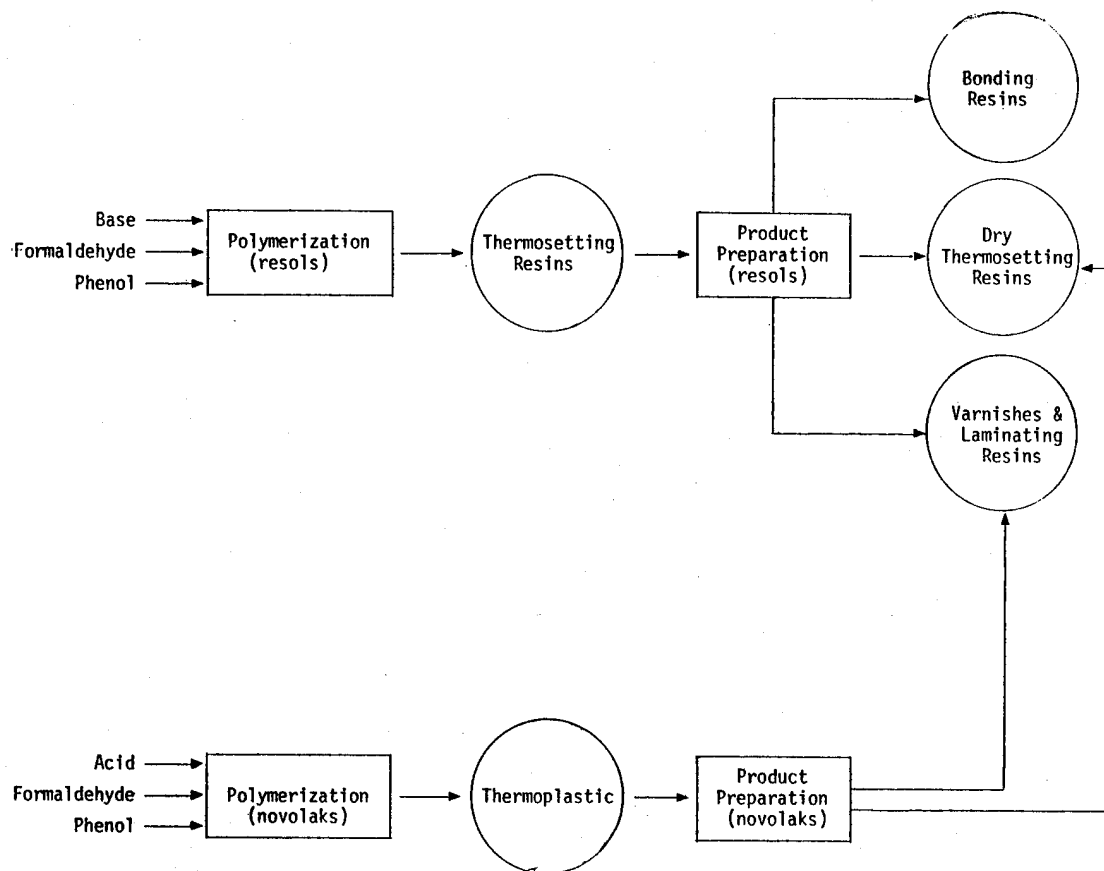 Bonding
Resins
Base
Formaldehyde
Phenol
Polymerization
(resols)
Thermosetting
Resins
Product
Preparation
(resols)
Dry
Thermosetting
Resins
Varnishes &
Laminating
Resins
Acid
Formaldehyde
Phenol
Polymerization
(novolaks)
Thermoplastic
Product
Preparation
(novolaks)